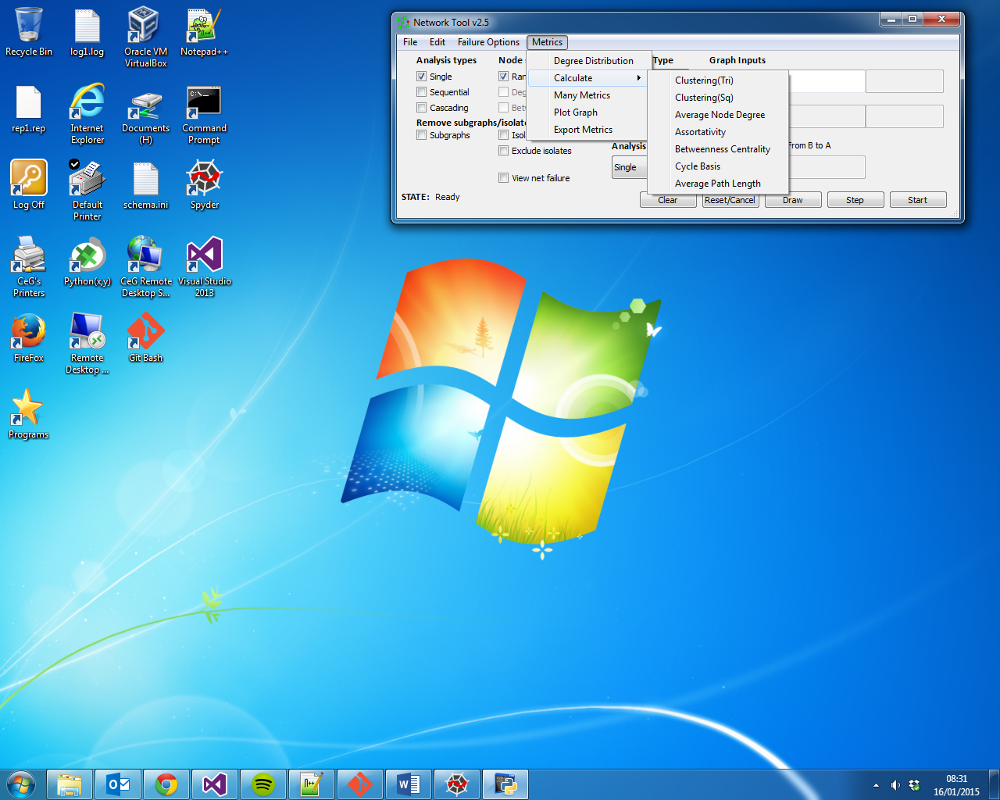 Recycle Bin
log1.log
Oracle VM
VirtualBox
Notepad++
rep1.rep
Internet
Explorer
Documents
(H)
Command
Prompt
Log Off
Default
Printer
schema.ini
Spyder
CeG's
Printers
Python(x,y)
CeG Remote
Desktop S...
Visual Studio
2013
FireFox
Remote
Desktop ...
Git Bash
Programs
Network Tool v2.5
File Edit Failure Options Metrics
Analysis types
Single
Sequential
Cascading
Remove subgraphs/isolate
Subgraphs
Node
Ran
Deg
Isol
Exclude isolates
View net failure
Degree Distribution
Calculate
Many Metrics
Plot Graph
Export Metrics
Type
Graph Inputs
Clustering(Tri)
Clustering(Sq)
Average Node Degree
Assortativity
Betweenness Centrality
Cycle Basis
Average Path Length
Analysis
Single
From B to A
STATE: Ready
Clear Reset/Cancel Draw Step Start
08:31
16/01/2015